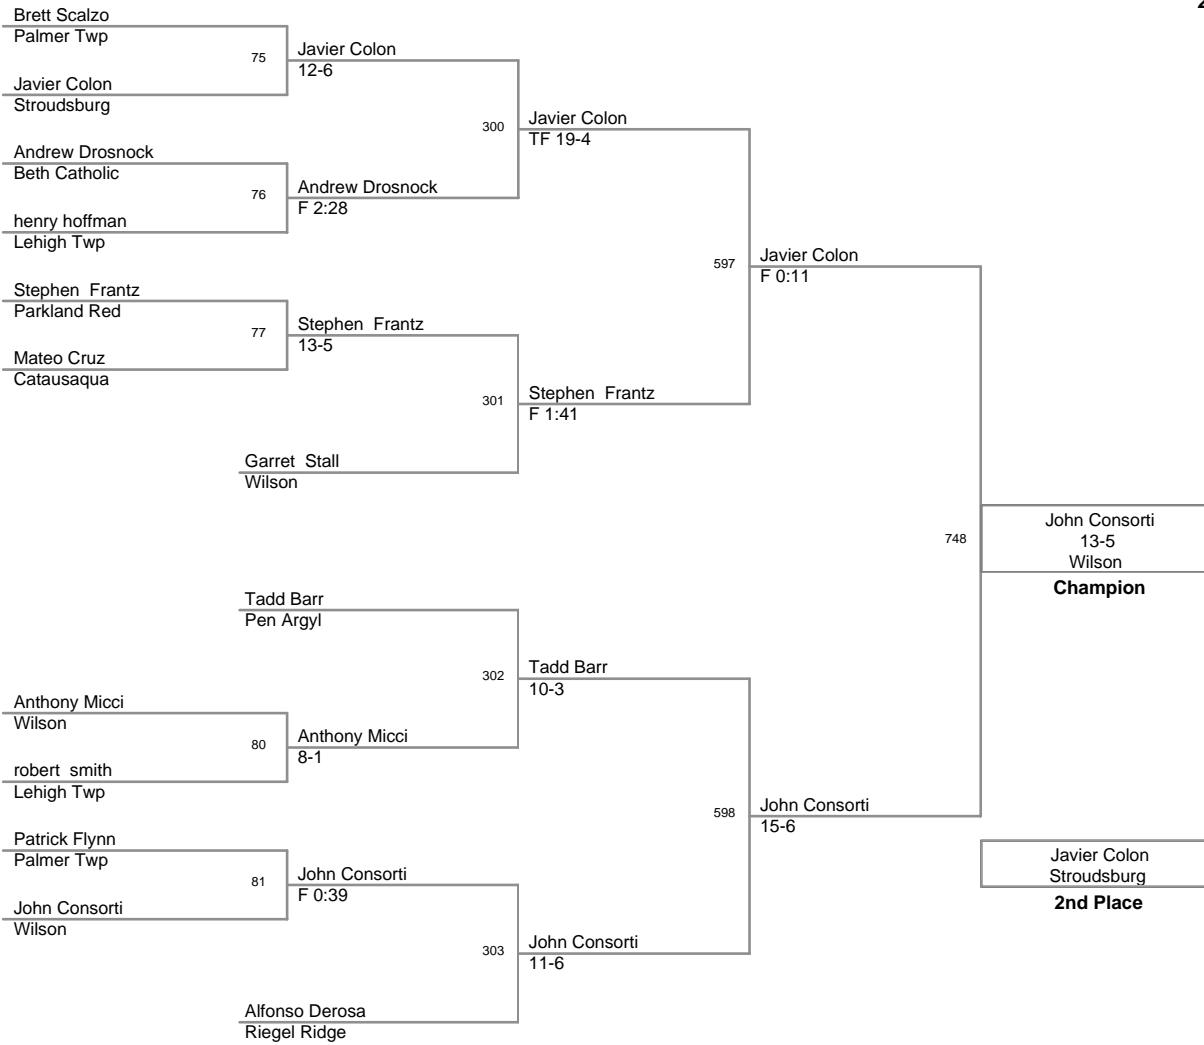 Brett Scalzo
Palmer Twp
75
Javier Colon
12-6
Javier Colon
Stroudsburg
300
Javier Colon
TF 19-4
Andrew Drosnock
Beth Catholic
76
Andrew Drosnock
F 2:28
henry hoffman
Lehigh Twp
597
Javier Colon
F 0:11
Stephen  Frantz
Parkland Red
77
Stephen  Frantz
13-5
Mateo Cruz
Catausaqua
301
Stephen  Frantz
F 1:41
Garret  Stall
Wilson
748
John Consorti
13-5
Wilson
Champion
Tadd Barr
Pen Argyl
302
Tadd Barr
10-3
Anthony Micci
Wilson
80
Anthony Micci
8-1
robert  smith
Lehigh Twp
598
John Consorti
15-6
Patrick Flynn
Palmer Twp
81
John Consorti
F 0:39
John Consorti
Wilson
303
John Consorti
11-6
Alfonso Derosa
Riegel Ridge
Javier Colon
Stroudsburg
2nd Place